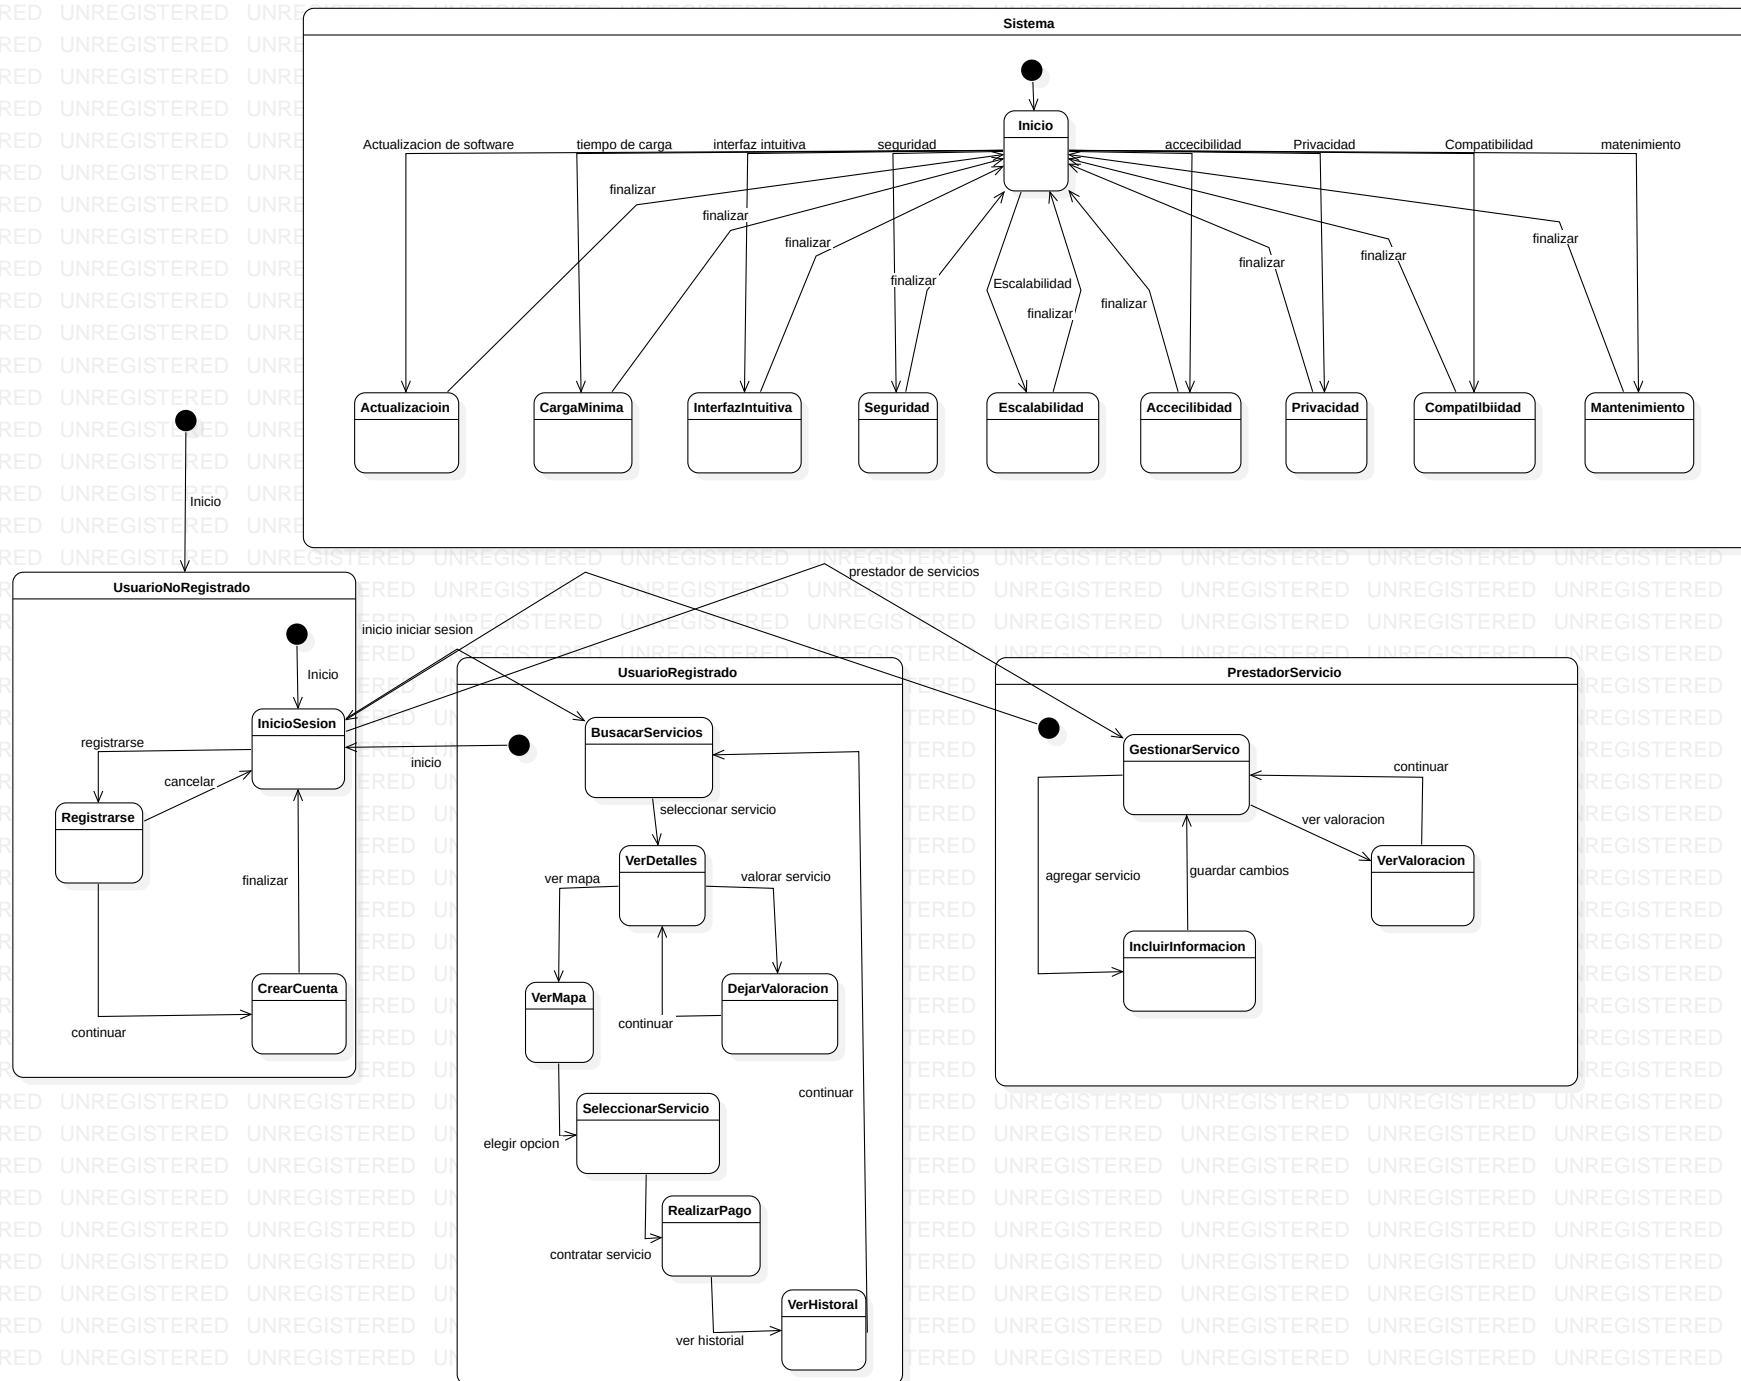 Sistema
Inicio
Actualizacion de software
tiempo de carga
interfaz intuitiva
seguridad
accecibilidad
Privacidad
Compatibilidad
matenimiento
finalizar
finalizar
finalizar
finalizar
Escalabilidad
finalizar
finalizar
finalizar
finalizar
finalizar
Actualizacioin
CargaMinima
InterfazIntuitiva
Seguridad
Escalabilidad
Accecilibidad
Privacidad
Compatilbiidad
Mantenimiento
Inicio
UsuarioNoRegistrado
Inicio
InicioSesion
registrarse
cancelar
Registrarse
finalizar
CrearCuenta
continuar
inicio iniciar sesion
prestador de servicios
inicio
UsuarioRegistrado
BusacarServicios
seleccionar servicio
VerDetalles
ver mapa
valorar servicio
VerMapa
DejarValoracion
continuar
continuar
SeleccionarServicio
elegir opcion
RealizarPago
contratar servicio
VerHistoral
ver historial
PrestadorServicio
GestionarServico
continuar
ver valoracion
VerValoracion
agregar servicio
guardar cambios
IncluirInformacion
UNREGISTERED